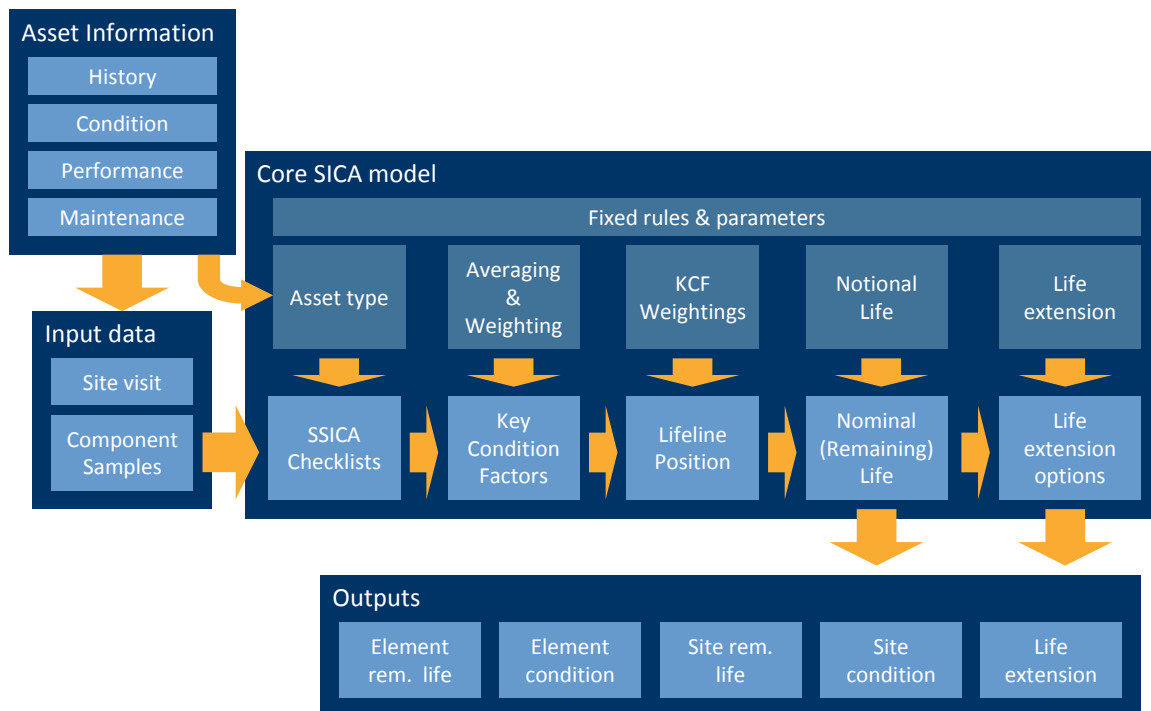 Asset Information
History
Condition
Performance
Maintenance
Input data
Site visit
Component
Samples
Core SICA model
Fixed rules & parameters
Asset type
Averaging
&
Weighting
KCF
Weightings
Notional
Life
Life
extension
SSICA
Checklists
Key
Condition
Factors
Lifeline
Position
Nominal
(Remaining)
Life
Life
extension
options
Outputs
Element
rem. life
Element
condition
Site rem.
life
Site
condition
Life
extension